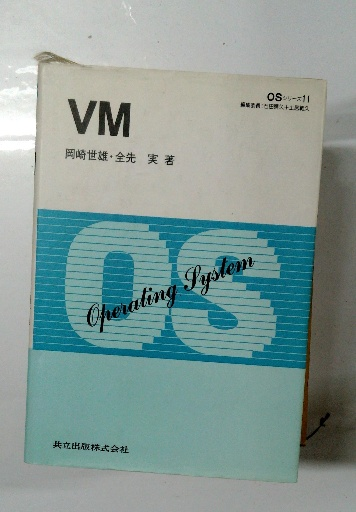 OSシリーズ11
VM
岡崎世雄・全先 実 著
OS
Operating System
共立出版株式会社